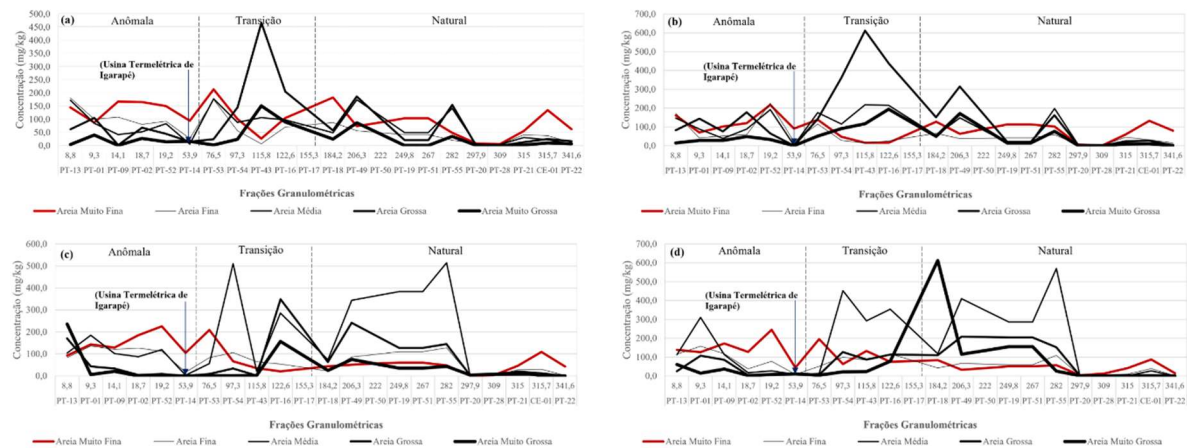 (a)
Anômala
Transição
Natural
Concentração (mg/kg)
500,0
450,0
400,0
350,0
300,0
250,0
200,0
150,0
100,0
50,0
0,0
(Usina Termelétrica de
Igarapé)
8,8 9,3 14,1 18,7 19,2 53,9 76,5 97,3 115,8 122,6 155,3 184,2 206,3 222 249,8 267 282 297,9 309 315 315,7 341,6
PT-13 PT-01 PT-09 PT-02 PT-52 PT-14 PT-53 PT-54 PT-43 PT-16 PT-17 PT-18 PT-49 PT-50 PT-19 PT-51 PT-55 PT-20 PT-28 PT-21 CE-01 PT-22
Frações Granulométricas
Areia Muito Fina Areia Fina Areia Média Areia Grossa Areia Muito Grossa
(b)
Anômala
Transição
Natural
Concentração (mg/kg)
700,0
600,0
500,0
400,0
300,0
200,0
100,0
0,0
(Usina Termelétrica de
Igarapé)
8,8 9,3 14,1 18,7 19,2 53,9 76,5 97,3 115,8 122,6 155,3 184,2 206,3 222 249,8 267 282 297,9 309 315 315,7 341,6
PT-13 PT-01 PT-09 PT-02 PT-52 PT-14 PT-53 PT-54 PT-43 PT-16 PT-17 PT-18 PT-49 PT-50 PT-19 PT-51 PT-55 PT-20 PT-28 PT-21 CE-01 PT-22
Frações Granulométricas
Areia Muito Fina Areia Fina Areia Média Areia Grossa Areia Muito Grossa
(c)
Anômala
Transição
Natural
Concentração (mg/kg)
600,0
500,0
400,0
300,0
200,0
100,0
0,0
(Usina Termelétrica de
Igarapé)
8,8 9,3 14,1 18,7 19,2 53,9 76,5 97,3 115,8 122,6 155,3 184,2 206,3 222 249,8 267 282 297,9 309 315 315,7 341,6
PT-13 PT-01 PT-09 PT-02 PT-52 PT-14 PT-53 PT-54 PT-43 PT-16 PT-17 PT-18 PT-49 PT-50 PT-19 PT-51 PT-55 PT-20 PT-28 PT-21 CE-01 PT-22
Frações Granulométricas
Areia Muito Fina Areia Fina Areia Média Areia Grossa Areia Muito Grossa
(d)
Anômala
Transição
Natural
Concentração (mg/kg)
700,0
600,0
500,0
400,0
300,0
200,0
100,0
0,0
(Usina Termelétrica de
Igarapé)
8,8 9,3 14,1 18,7 19,2 53,9 76,5 97,3 115,8 122,6 155,3 184,2 206,3 222 249,8 267 282 297,9 309 315 315,7 341,6
PT-13 PT-01 PT-09 PT-02 PT-52 PT-14 PT-53 PT-54 PT-43 PT-16 PT-17 PT-18 PT-49 PT-50 PT-19 PT-51 PT-55 PT-20 PT-28 PT-21 CE-01 PT-22
Frações Granulométricas
Areia Muito Fina Areia Fina Areia Média Areia Grossa Areia Muito Grossa